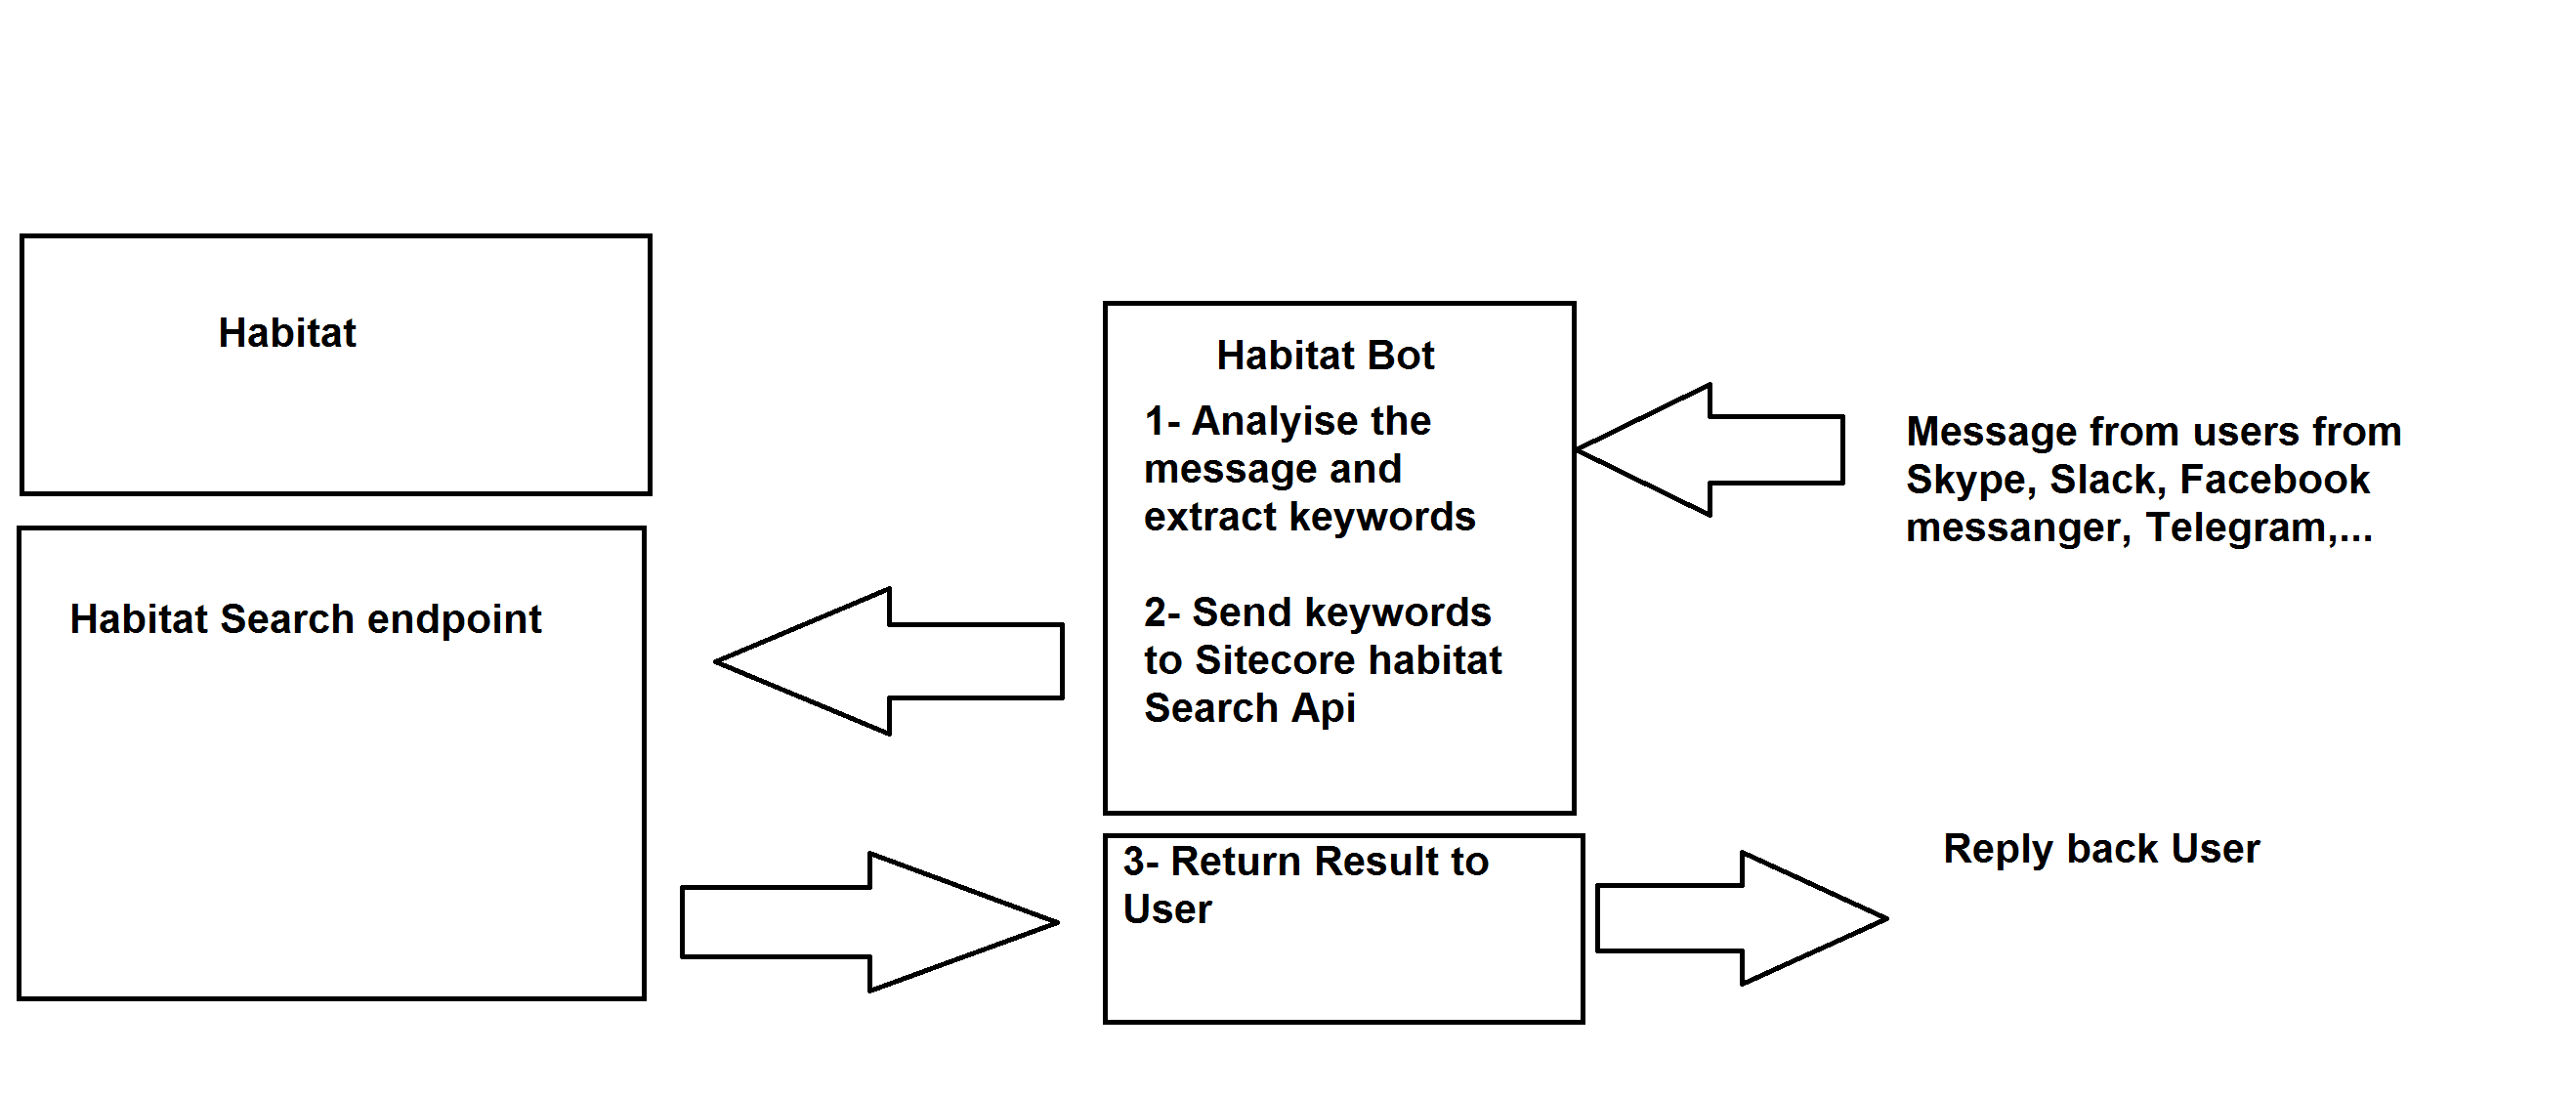 Habitat
Habitat Search endpoint
Habitat Bot
1- Analyise the
message and
extract keywords
2- Send keywords
to Sitecore habitat
Search Api
3- Return Result to
User
Message from users from
Skype, Slack, Facebook
messanger, Telegram,...
Reply back User